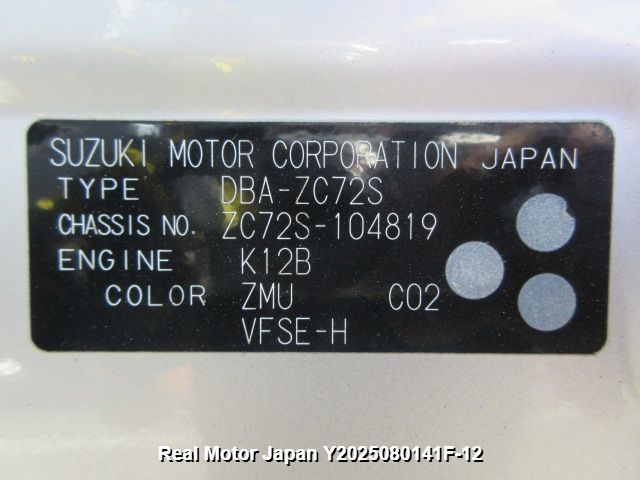 SUZUKI MOTOR CORPORATION JAPAN
TYPE DBA-ZC72S
CHASSIS NO. ZC72S-104819
ENGINE K12B
COLOR ZMU C02
VFSE-H
Real Motor Japan Y2025080141F-12